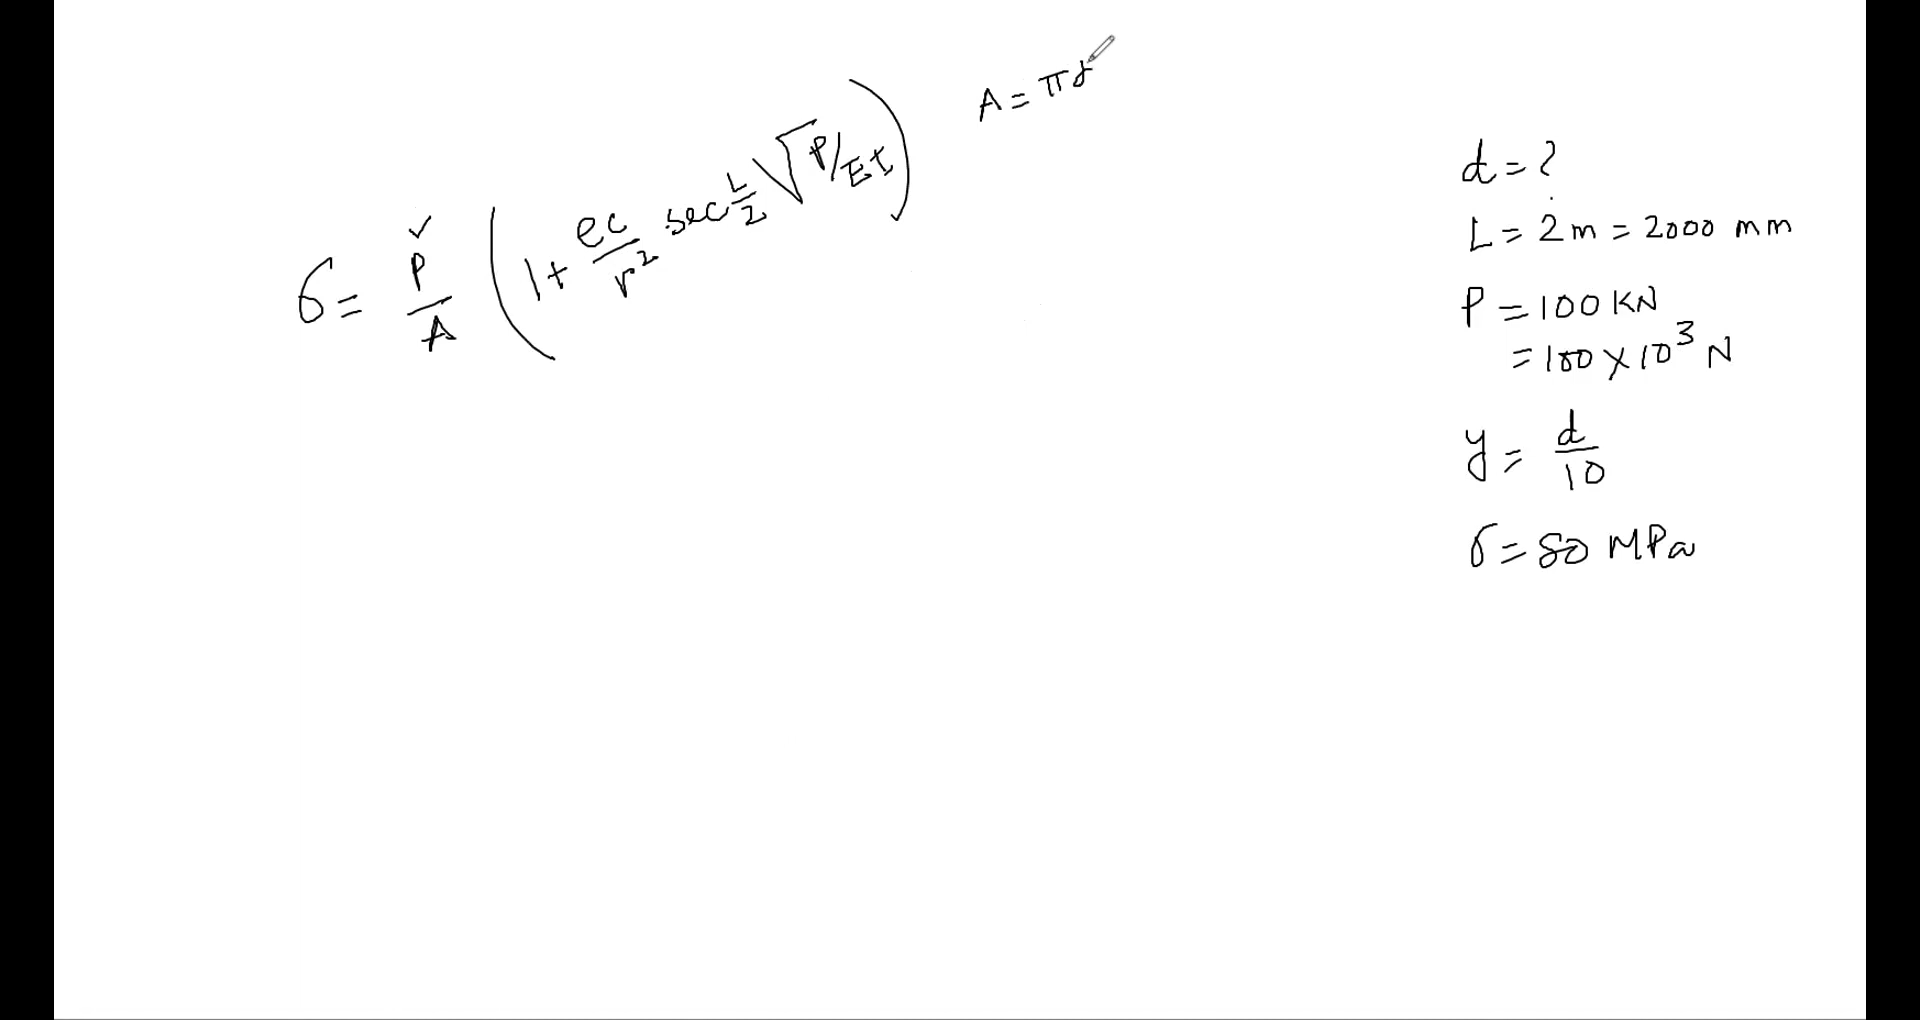 σ = P/A (1 + ec/r² sec L/2 √P/EI)
A = πd
d = ?
L = 2 m = 2000 mm
P = 100 KN
= 100 × 10³ N
y = d/10
σ = 80 MPa